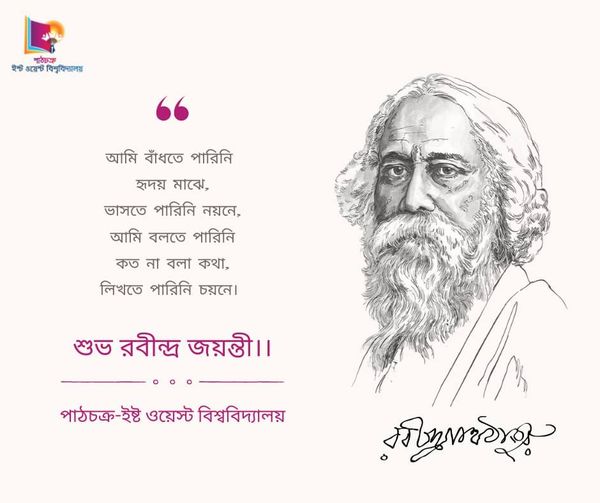 পাঠচক্র
ইস্ট ওয়েস্ট বিশ্ববিদ্যালয়
আমি বাঁধতে পারিনি
হৃদয় মাঝে,
ভাসতে পারিনি নয়নে,
আমি বলতে পারিনি
কত না বলা কথা,
লিখতে পারিনি চয়নে।
শুভ রবীন্দ্র জয়ন্তী।।
পাঠচক্র-ইষ্ট ওয়েস্ট বিশ্ববিদ্যালয়
রবীন্দ্রনাথ ঠাকুর